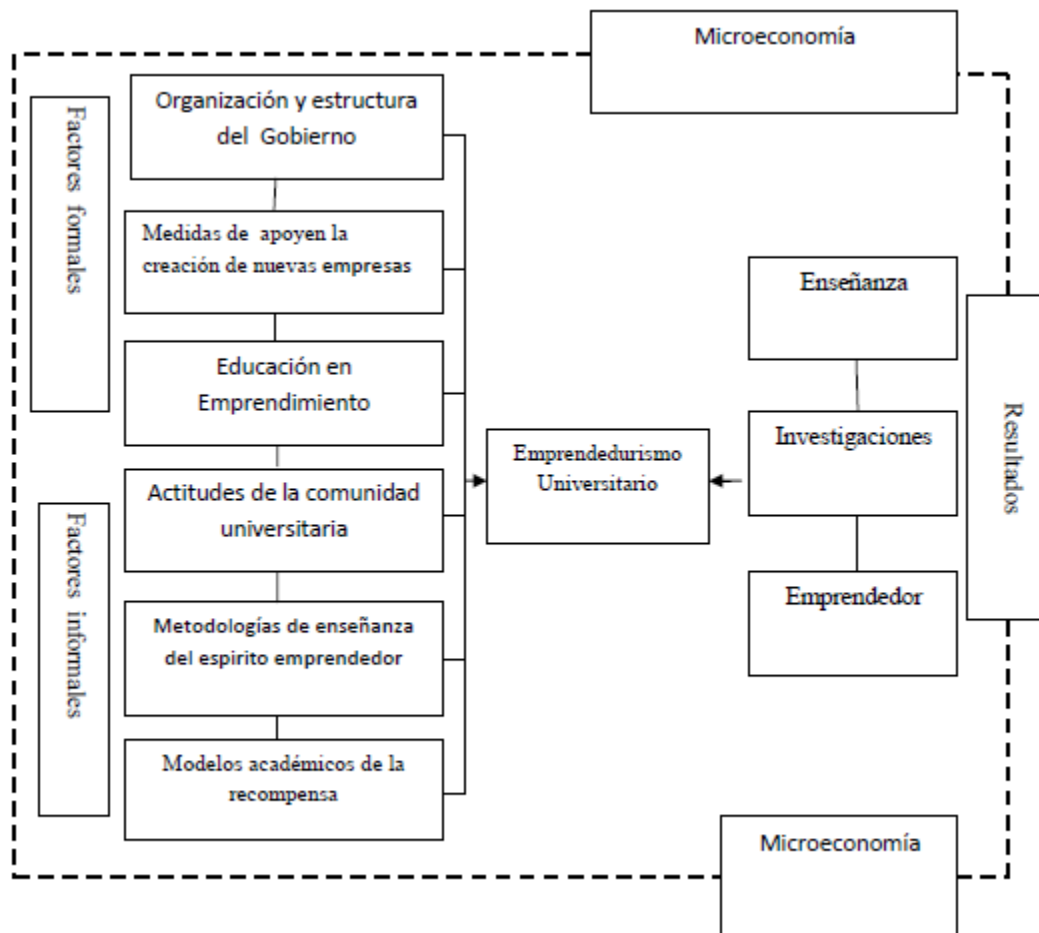 Microeconomía
Factores formales
Organización y estructura
del Gobierno
Medidas de apoyen la
creación de nuevas empresas
Educación en
Emprendimiento
Factores informales
Actitudes de la comunidad
universitaria
Metodologías de enseñanza
del espirito emprendedor
Modelos académicos de la
recompensa
Emprendedurismo
Universitario
Enseñanza
Investigaciones
Emprendedor
Resultados
Microeconomía